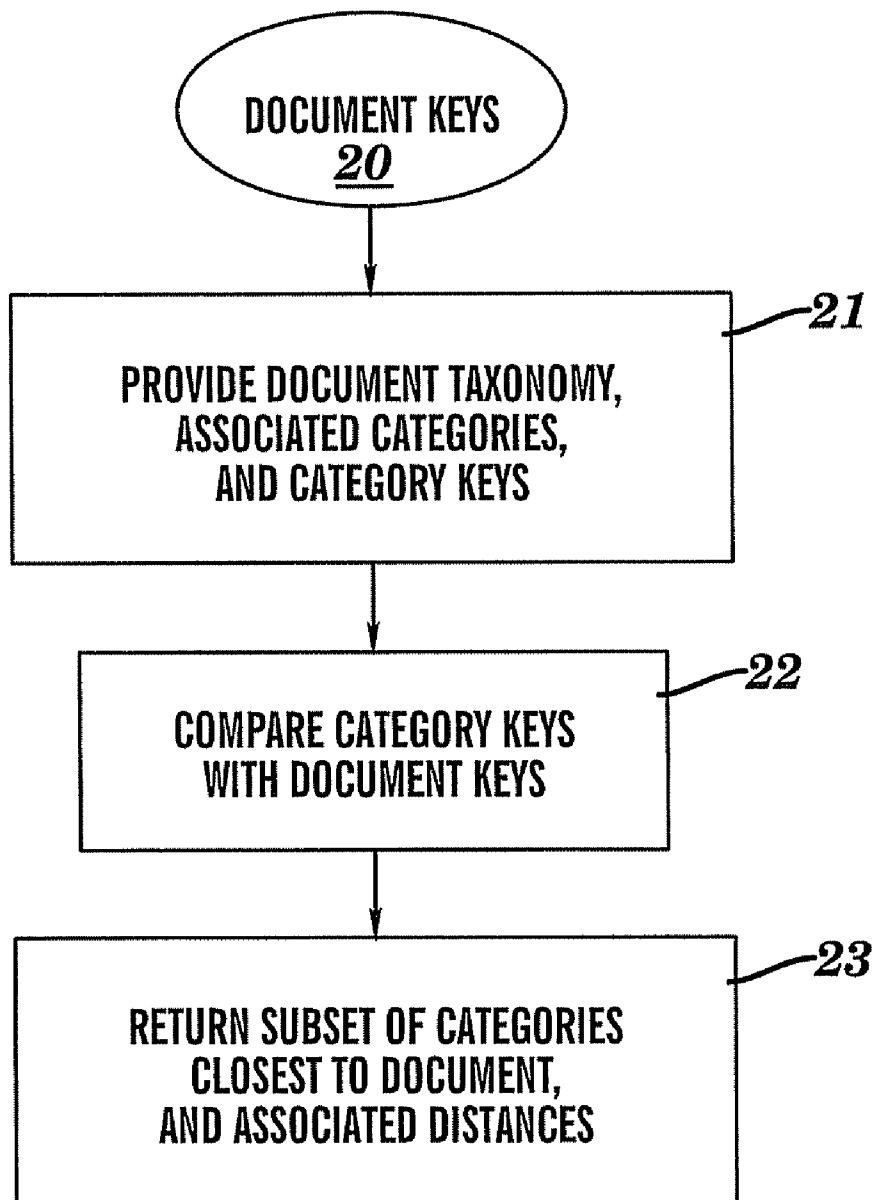 DOCUMENT KEYS
20
21
PROVIDE DOCUMENT TAXONOMY,
ASSOCIATED CATEGORIES,
AND CATEGORY KEYS
22
COMPARE CATEGORY KEYS
WITH DOCUMENT KEYS
23
RETURN SUBSET OF CATEGORIES
CLOSEST TO DOCUMENT,
AND ASSOCIATED DISTANCES